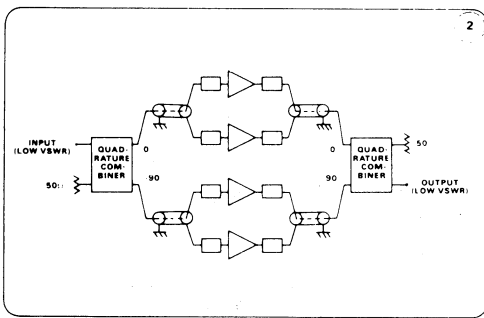 2
INPUT
(LOW VSWR)
50
QUAD-
RATURE
COM-
BINER
0
90
0
90
QUAD-
RATURE
COM-
BINER
50
OUTPUT
(LOW VSWR)